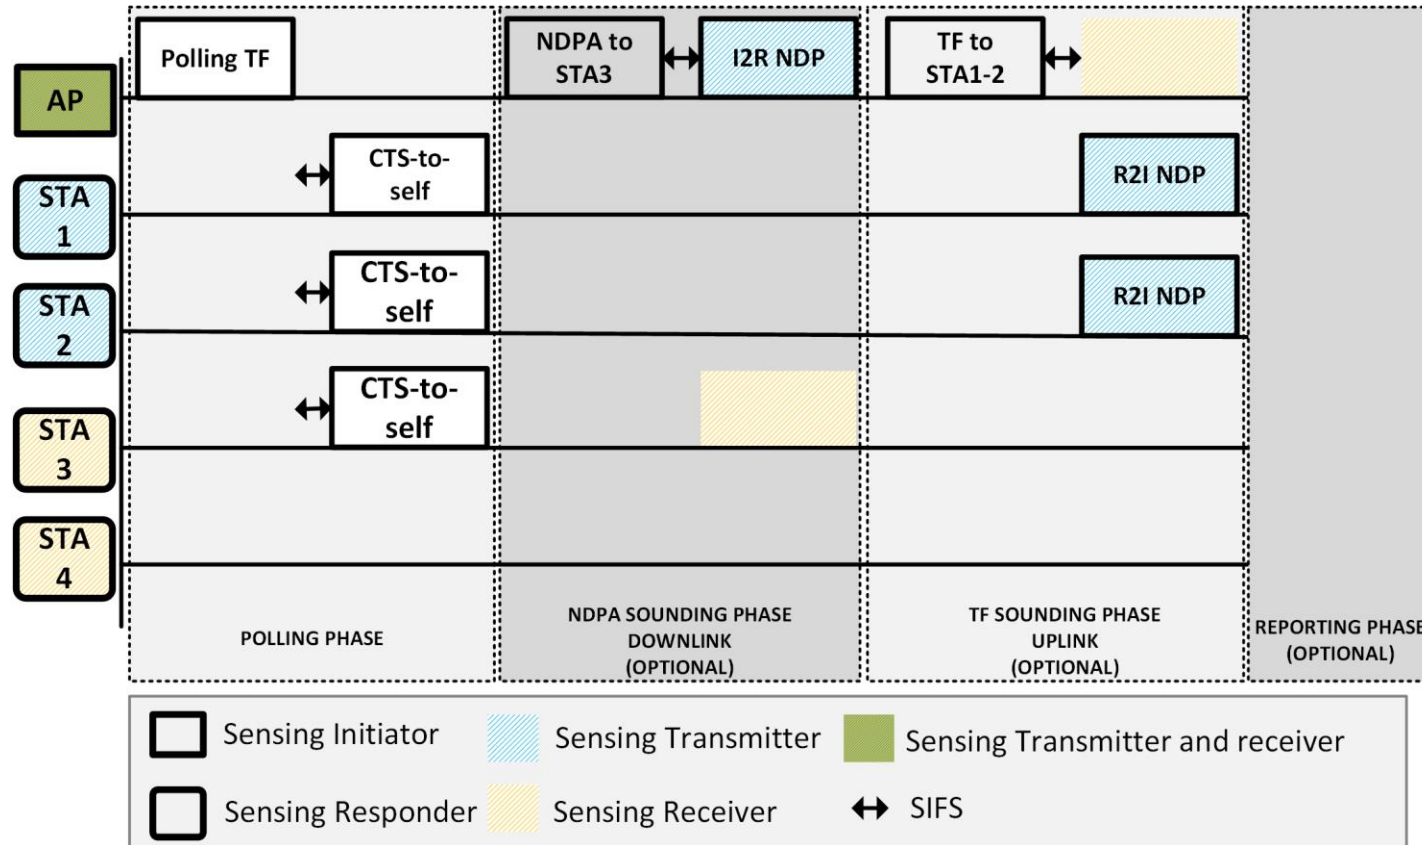 Polling TF
NDPA to
STA3
I2R NDP
TF to
STA1-2
AP
CTS-to-
self
R2I NDP
STA
1
CTS-to-
self
R2I NDP
STA
2
CTS-to-
self
STA
3
STA
4
POLLING PHASE
NDPA SOUNDING PHASE
DOWNLINK
(OPTIONAL)
TF SOUNDING PHASE
UPLINK
(OPTIONAL)
REPORTING PHASE
(OPTIONAL)
Sensing Initiator
Sensing Transmitter
Sensing Transmitter and receiver
Sensing Responder
Sensing Receiver
SIFS